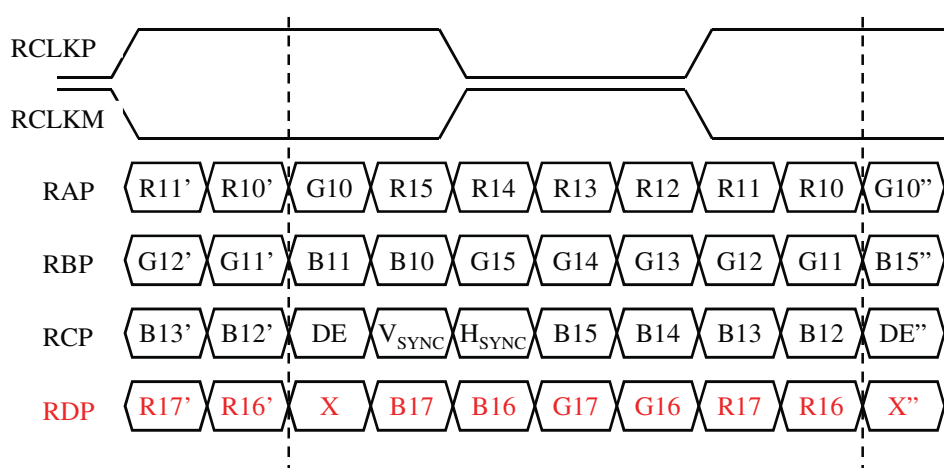 RCLKP
RCLKM
RAP R11’ R10’ G10 R15 R14 R13 R12 R11 R10 G10”
RBP G12’ G11’ B11 B10 G15 G14 G13 G12 G11 B15”
RCP B13’ B12’ DE VSYNC HSYNC B15 B14 B13 B12 DE”
RDP R17’ R16’ X B17 B16 G17 G16 R17 R16 X”